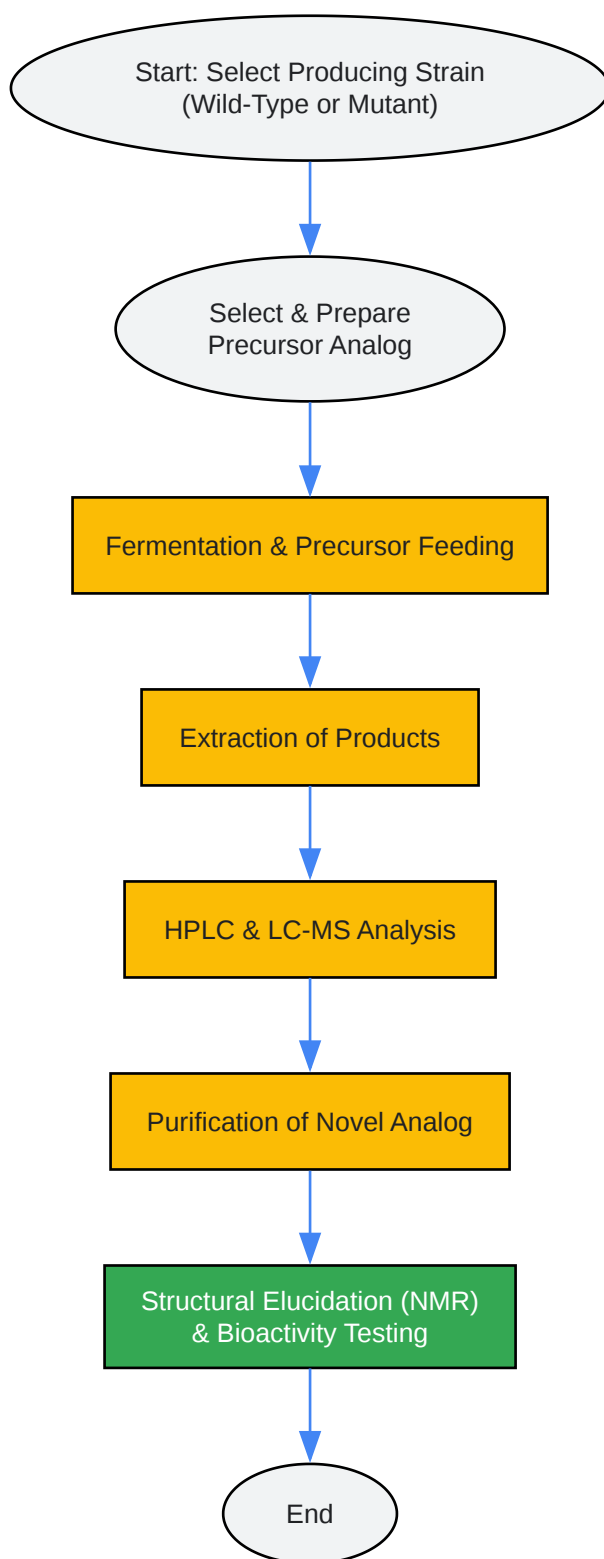 Start: Select Producing Strain
(Wild-Type or Mutant)
Select & Prepare
Precursor Analog
Fermentation & Precursor Feeding
Extraction of Products
HPLC & LC-MS Analysis
Purification of Novel Analog
Structural Elucidation (NMR)
& Bioactivity Testing
End